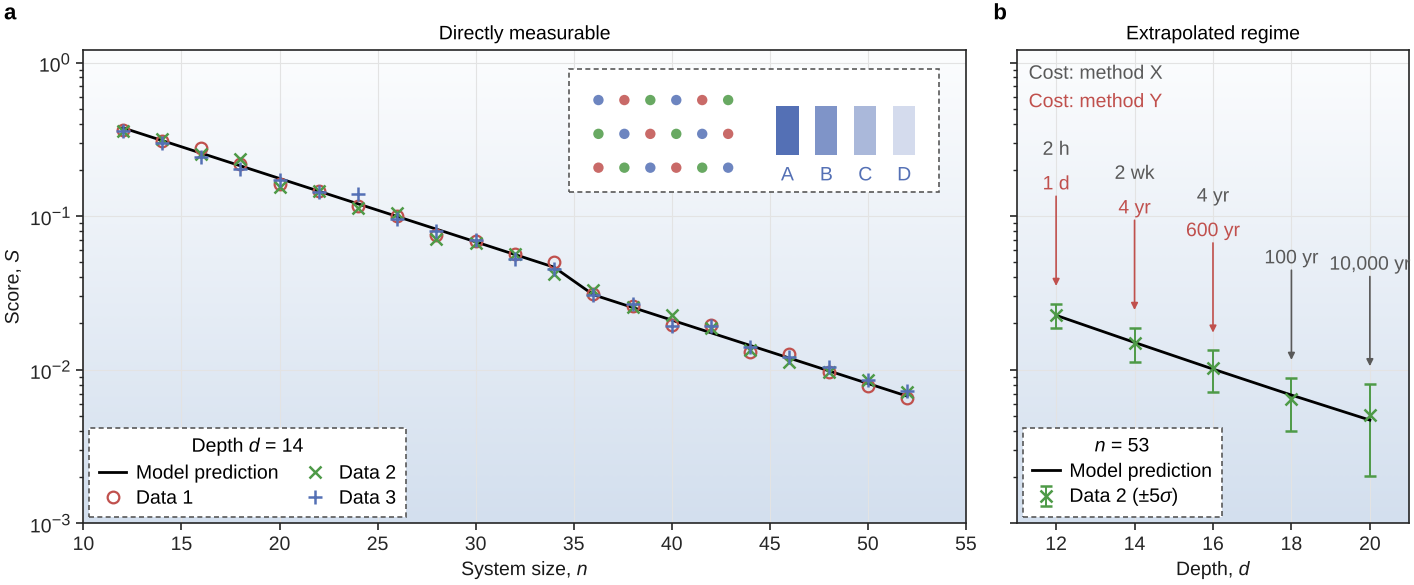 a
Directly measurable
10⁰
10⁻¹
10⁻²
10⁻³
Score, S
A B C D
Depth d = 14
Model prediction
Data 1
Data 2
Data 3
10 15 20 25 30 35 40 45 50 55
System size, n
b
Extrapolated regime
Cost: method X
Cost: method Y
2 h
1 d
2 wk
4 yr
4 yr
600 yr
100 yr
10,000 yr
n = 53
Model prediction
Data 2 (±5σ)
12 14 16 18 20
Depth, d